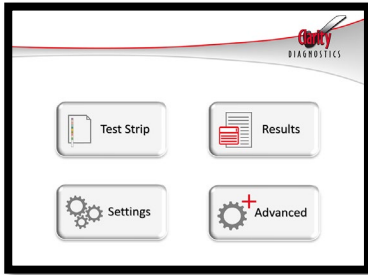 Clarity
DIAGNOSTICS
Test Strip
Results
Settings
Advanced